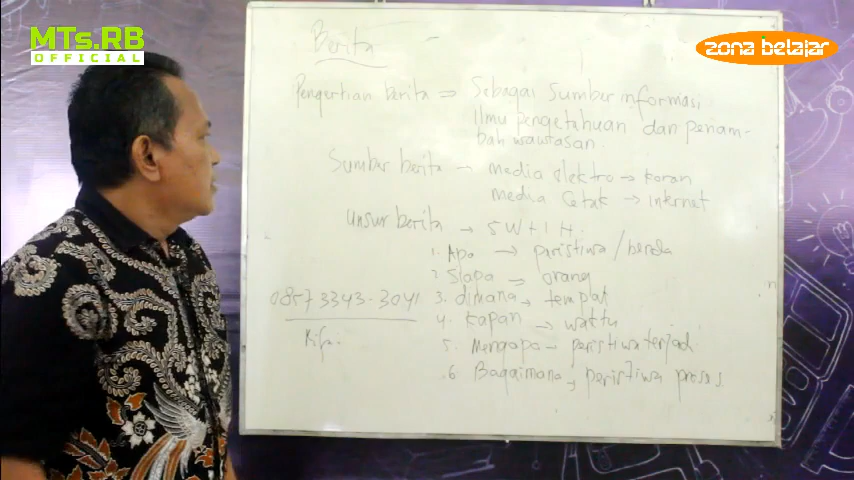 MTs.RB
OFFICIAL
zona belajar
Berita
Pengertian berita => Sebagai Sumber informasi
ilmu pengetahuan dan penam-
bah wawasan.
Sumber berita - media elektro → koran
media Cetak → internet
Unsur berita → 5W+1H.
1. Apa → peristiwa/benda
2 Siapa => orang
3. dimana → tempat
4. Kapan → waktu
5. Mengapa → peristiwa terjadi
6 Bagaimana → peristiwa proses
0857 3343-3041